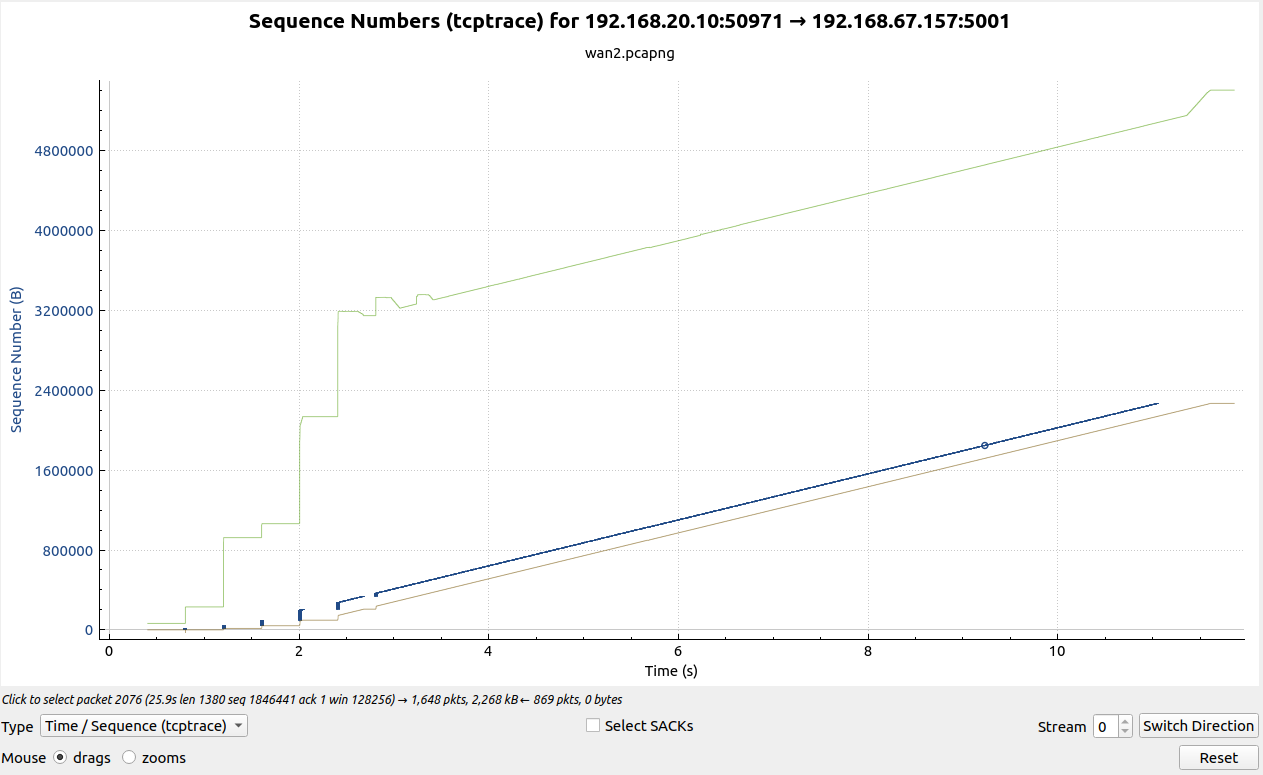 Sequence Numbers (tcptrace) for 192.168.20.10:50971 → 192.168.67.157:5001
wan2.pcapng
Sequence Number (B)
4800000
4000000
3200000
2400000
1600000
800000
0
0 2 4 6 8 10
Time (s)
Click to select packet 2076 (25.9s len 1380 seq 1846441 ack 1 win 128256) → 1,648 pkts, 2,268 kB ← 869 pkts, 0 bytes
Type Time / Sequence (tcptrace) Select SACKs Stream 0 Switch Direction
Mouse drags zooms Reset